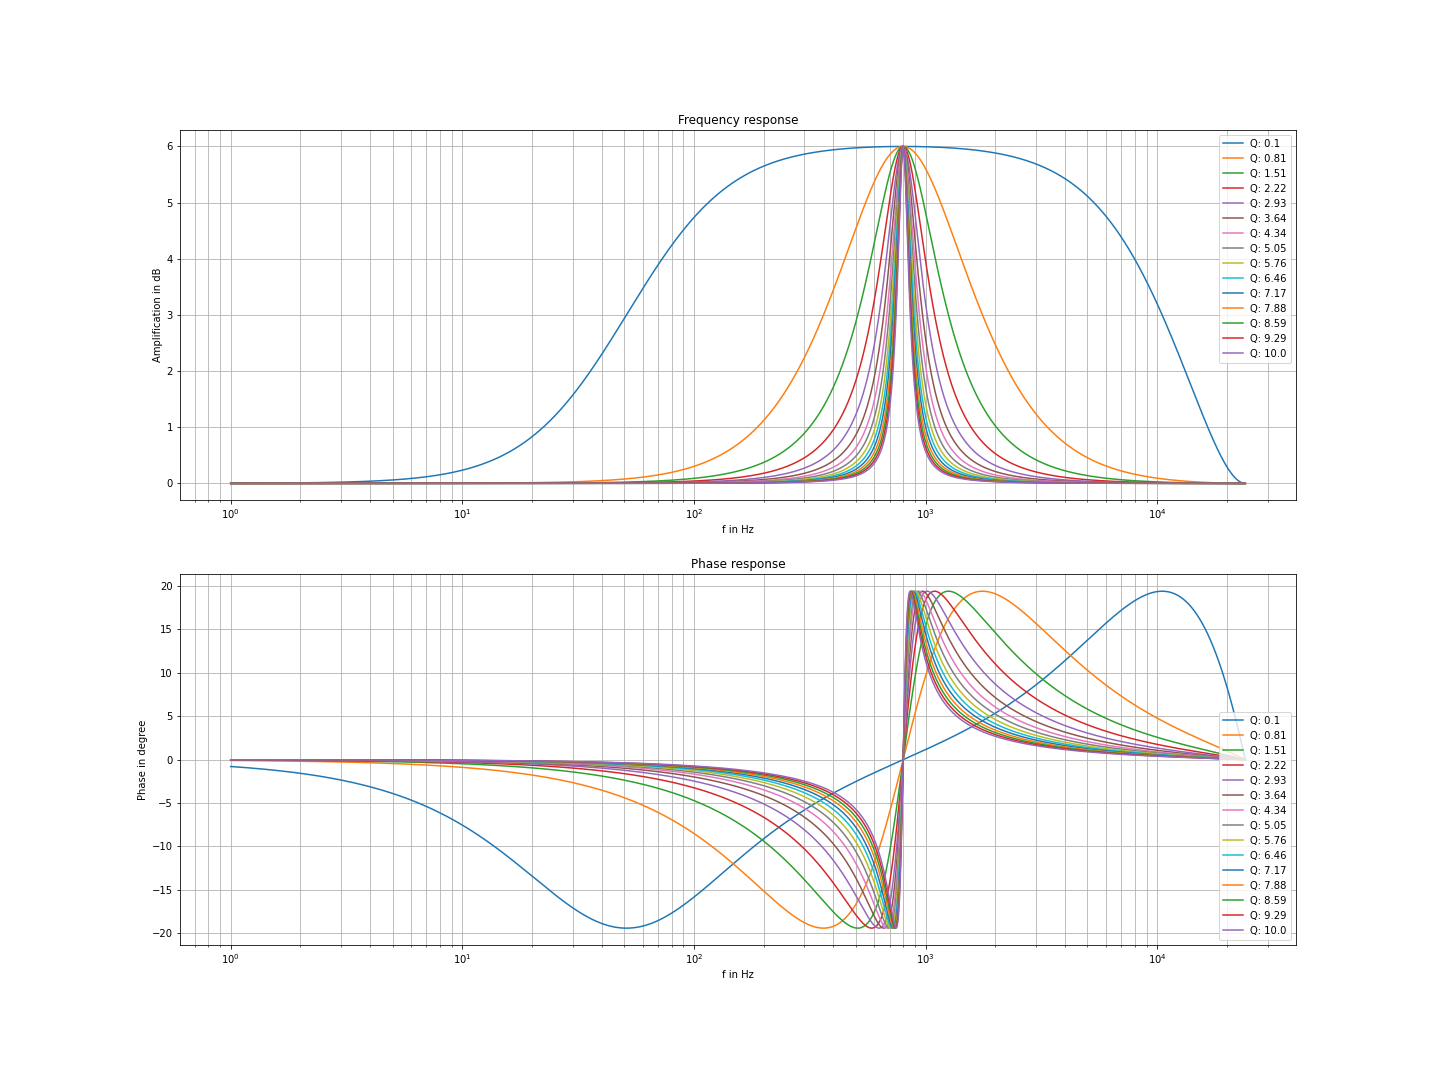 Frequency response
Amplification in dB
6
5
4
3
2
1
0
10⁰ 10¹ 10² 10³ 10⁴
f in Hz
Q: 0.1
Q: 0.81
Q: 1.51
Q: 2.22
Q: 2.93
Q: 3.64
Q: 4.34
Q: 5.05
Q: 5.76
Q: 6.46
Q: 7.17
Q: 7.88
Q: 8.59
Q: 9.29
Q: 10.0
Phase response
Phase in degree
20
15
10
5
0
−5
−10
−15
−20
10⁰ 10¹ 10² 10³ 10⁴
f in Hz
Q: 0.1
Q: 0.81
Q: 1.51
Q: 2.22
Q: 2.93
Q: 3.64
Q: 4.34
Q: 5.05
Q: 5.76
Q: 6.46
Q: 7.17
Q: 7.88
Q: 8.59
Q: 9.29
Q: 10.0